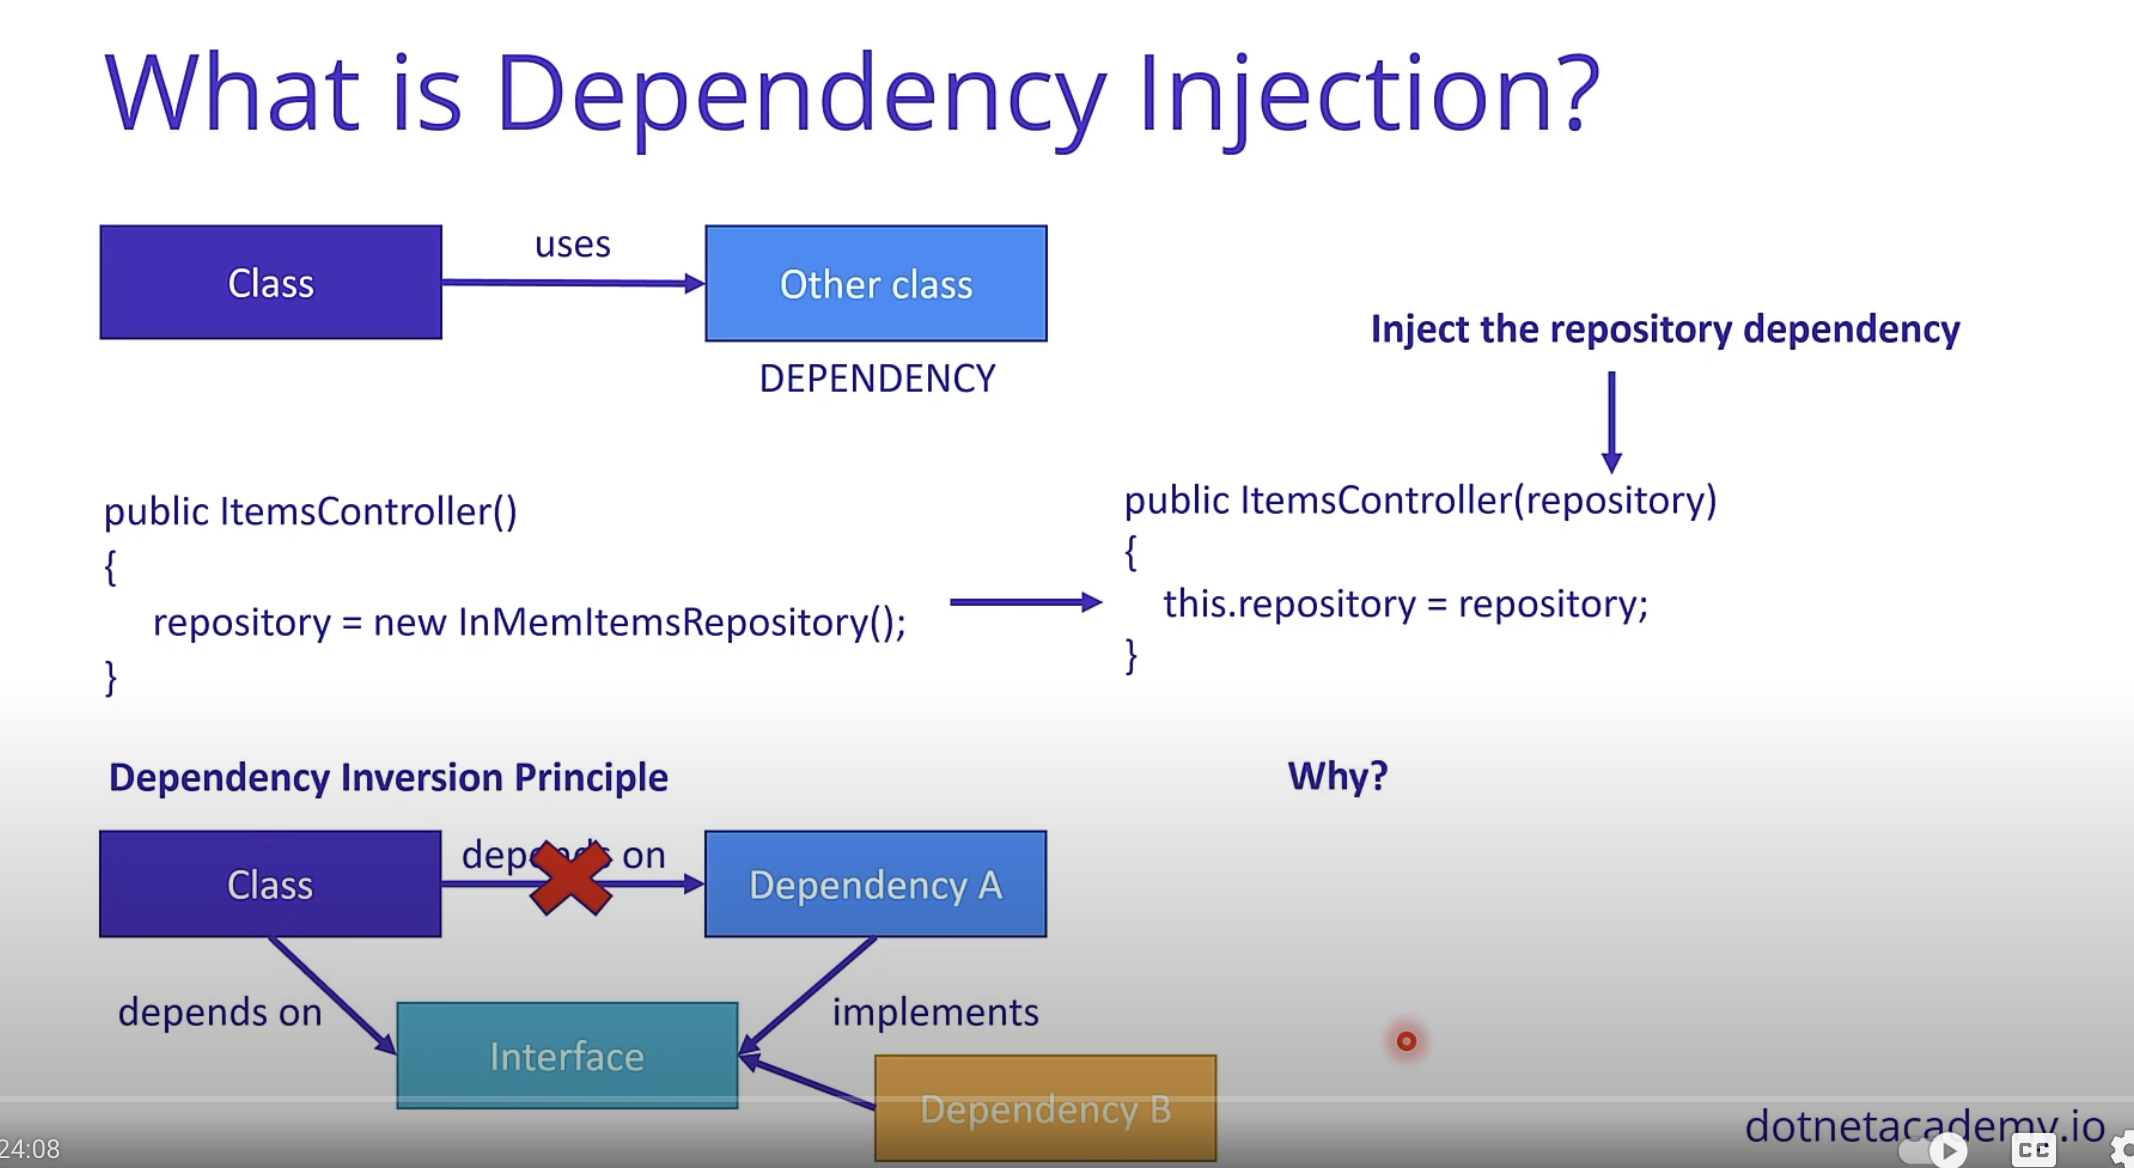 What is Dependency Injection?
Class
uses
Other class
DEPENDENCY
Inject the repository dependency
public ItemsController()
{
repository = new InMemItemsRepository();
}
public ItemsController(repository)
{
this.repository = repository;
}
Dependency Inversion Principle
Why?
Class
depends on
Dependency A
depends on
implements
Interface
Dependency B
dotnetacademy.io
24:08
CC